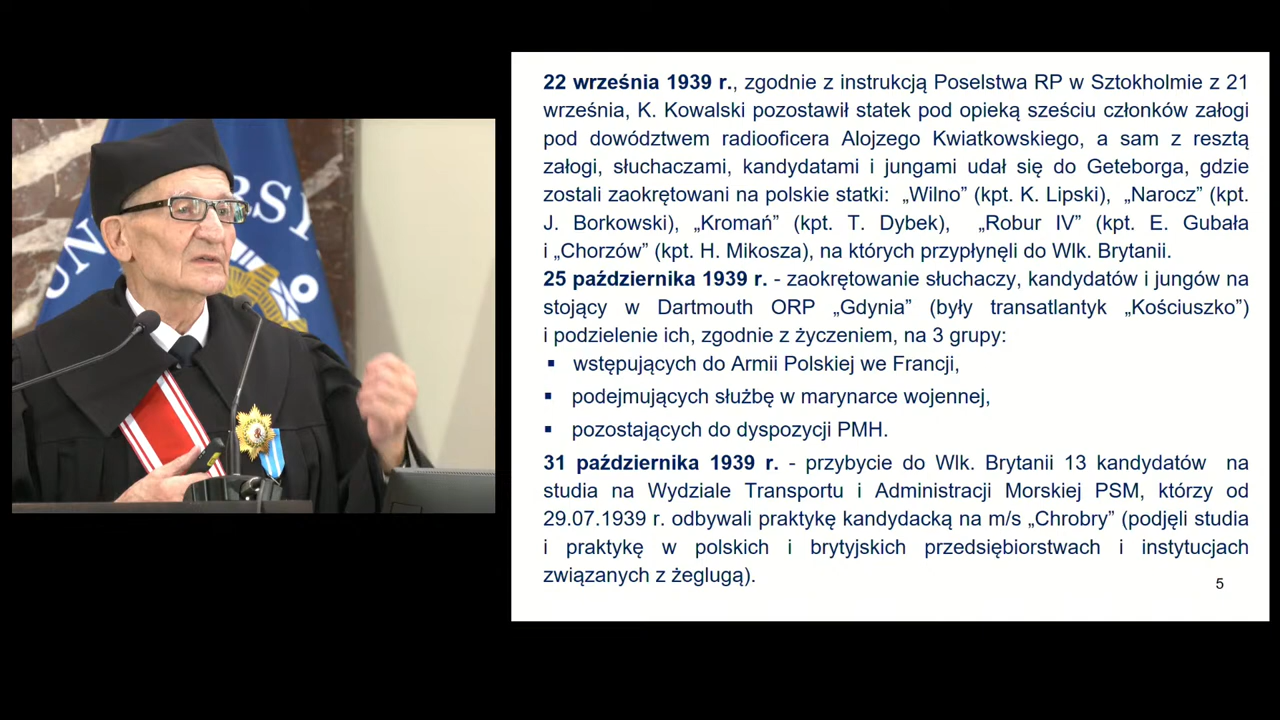 22 września 1939 r., zgodnie z instrukcją Poselstwa RP w Sztokholmie z 21
września, K. Kowalski pozostawił statek pod opieką sześciu członków załogi
pod dowództwem radiooficera Alojzego Kwiatkowskiego, a sam z resztą
załogi, słuchaczami, kandydatami i jungami udał się do Geteborga, gdzie
zostali zaokrętowani na polskie statki: „Wilno” (kpt. K. Lipski), „Narocz” (kpt.
J. Borkowski), „Kromań” (kpt. T. Dybek), „Robur IV” (kpt. E. Gubała
i „Chorzów” (kpt. H. Mikosza), na których przypłynęli do Wlk. Brytanii.
25 października 1939 r. - zaokrętowanie słuchaczy, kandydatów i jungów na
stojący w Dartmouth ORP „Gdynia” (były transatlantyk „Kościuszko”)
i podzielenie ich, zgodnie z życzeniem, na 3 grupy:
▪ wstępujących do Armii Polskiej we Francji,
▪ podejmujących służbę w marynarce wojennej,
▪ pozostających do dyspozycji PMH.
31 października 1939 r. - przybycie do Wlk. Brytanii 13 kandydatów na
studia na Wydziale Transportu i Administracji Morskiej PSM, którzy od
29.07.1939 r. odbywali praktykę kandydacką na m/s „Chrobry” (podjęli studia
i praktykę w polskich i brytyjskich przedsiębiorstwach i instytucjach
związanych z żeglugą).
5